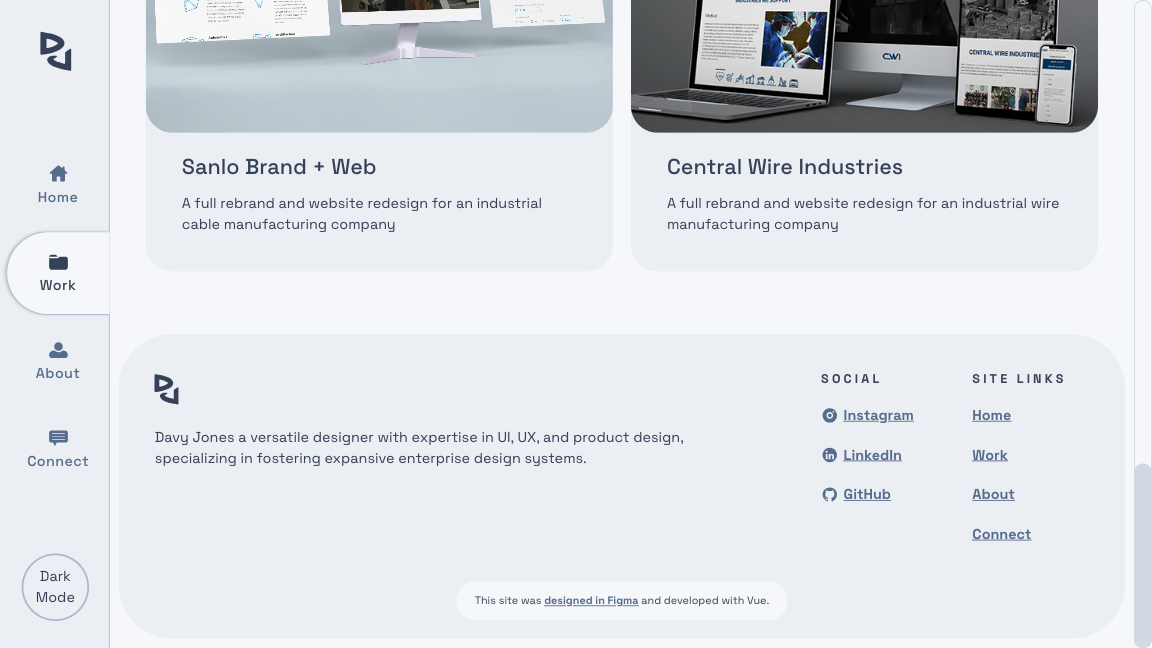 INDUSTRIES WE SUPPORT
CWI
CENTRAL WIRE INDUSTRIES
Home
Work
About
Connect
Dark
Mode
Sanlo Brand + Web
A full rebrand and website redesign for an industrial
cable manufacturing company
Central Wire Industries
A full rebrand and website redesign for an industrial wire
manufacturing company
Davy Jones a versatile designer with expertise in UI, UX, and product design,
specializing in fostering expansive enterprise design systems.
SOCIAL
Instagram
LinkedIn
GitHub
SITE LINKS
Home
Work
About
Connect
This site was designed in Figma and developed with Vue.